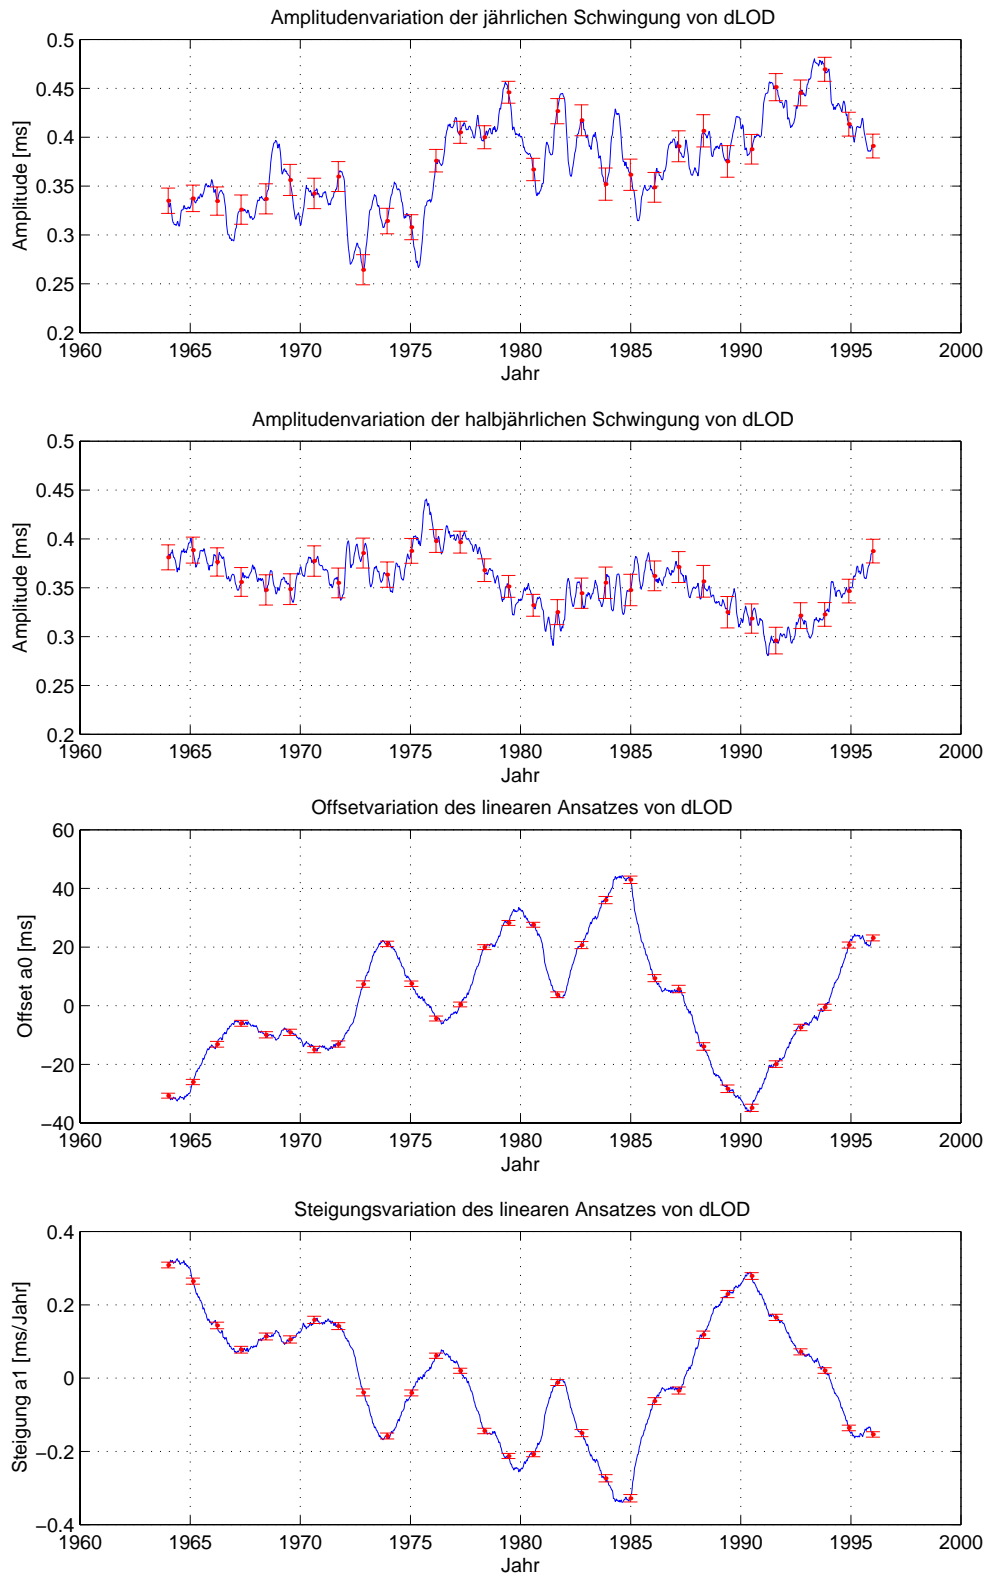 Amplitudenvariation der jährlichen Schwingung von dLOD
0.5
0.45
0.4
0.35
0.3
0.25
0.2
Amplitude [ms]
1960 1965 1970 1975 1980 1985 1990 1995 2000
Jahr
Amplitudenvariation der halbjährlichen Schwingung von dLOD
0.5
0.45
0.4
0.35
0.3
0.25
0.2
Amplitude [ms]
1960 1965 1970 1975 1980 1985 1990 1995 2000
Jahr
Offsetvariation des linearen Ansatzes von dLOD
60
40
20
0
−20
−40
Offset a0 [ms]
1960 1965 1970 1975 1980 1985 1990 1995 2000
Jahr
Steigungsvariation des linearen Ansatzes von dLOD
0.4
0.2
0
−0.2
−0.4
Steigung a1 [ms/Jahr]
1960 1965 1970 1975 1980 1985 1990 1995 2000
Jahr